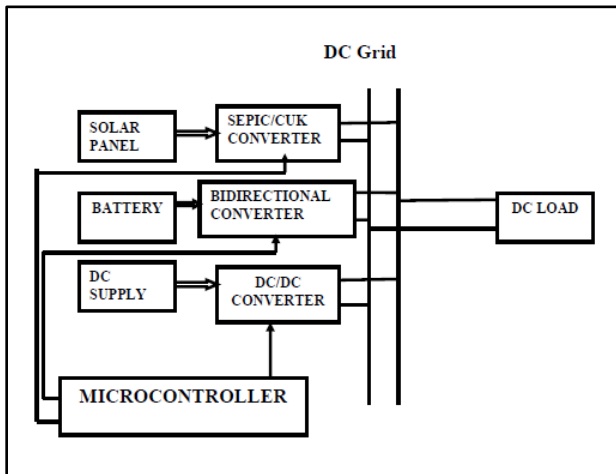 DC Grid
SOLAR
PANEL
SEPIC/CUK
CONVERTER
BATTERY
BIDIRECTIONAL
CONVERTER
DC LOAD
DC
SUPPLY
DC/DC
CONVERTER
MICROCONTROLLER